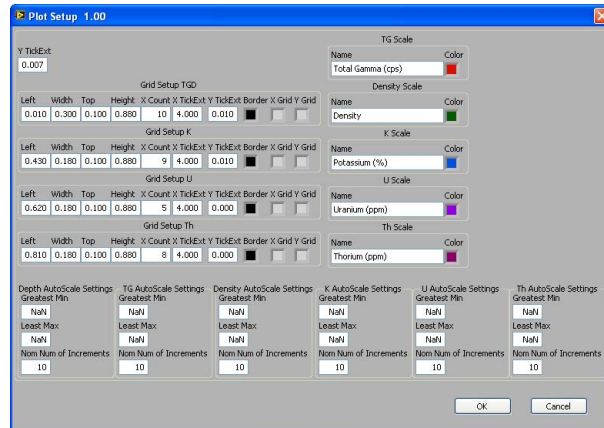 Plot Setup 1.00
Y TickExt
0.007
TG Scale
Name Color
Total Gamma (cps)
Grid Setup TGD
Left Width Top Height X Count X TickExt Y TickExt Border X Grid Y Grid
0.010 0.300 0.100 0.880 10 4.000 0.010
Density Scale
Name Color
Density
Grid Setup K
Left Width Top Height X Count X TickExt Y TickExt Border X Grid Y Grid
0.430 0.180 0.100 0.880 9 4.000 0.010
K Scale
Name Color
Potassium (%)
Grid Setup U
Left Width Top Height X Count X TickExt Y TickExt Border X Grid Y Grid
0.620 0.180 0.100 0.880 5 4.000 0.000
U Scale
Name Color
Uranium (ppm)
Grid Setup Th
Left Width Top Height X Count X TickExt Y TickExt Border X Grid Y Grid
0.810 0.180 0.100 0.880 8 4.000 0.000
Th Scale
Name Color
Thorium (ppm)
Depth AutoScale Settings TG AutoScale Settings Density AutoScale Settings K AutoScale Settings U AutoScale Settings Th AutoScale Settings
Greatest Min Greatest Min Greatest Min Greatest Min Greatest Min Greatest Min
NaN NaN NaN NaN NaN NaN
Least Max Least Max Least Max Least Max Least Max Least Max
NaN NaN NaN NaN NaN NaN
Nom Num of Increments Nom Num of Increments Nom Num of Increments Nom Num of Increments Nom Num of Increments Nom Num of Increments
10 10 10 10 10 10
OK Cancel